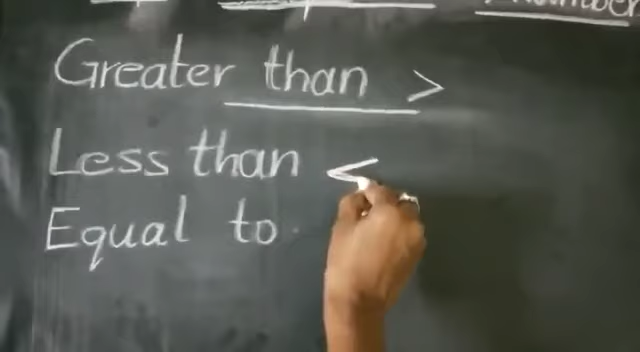 Greater than >
Less than <
Equal to